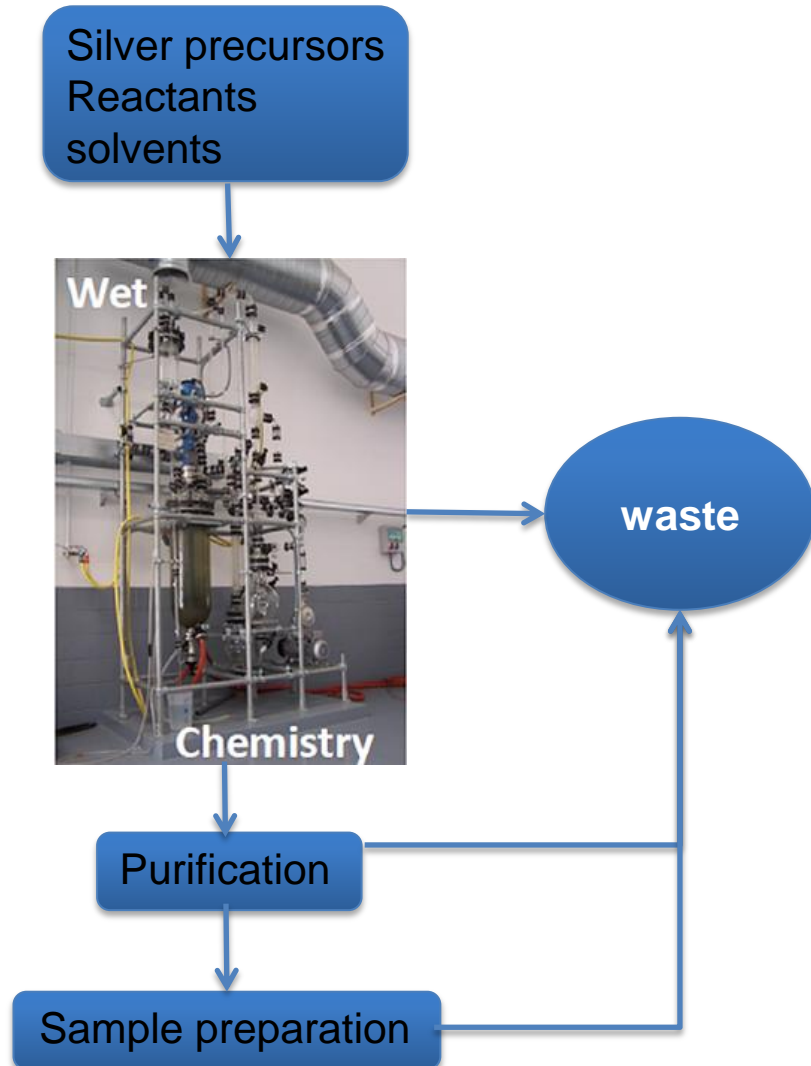 Silver precursors
Reactants
solvents
Wet
Chemistry
waste
Purification
Sample preparation